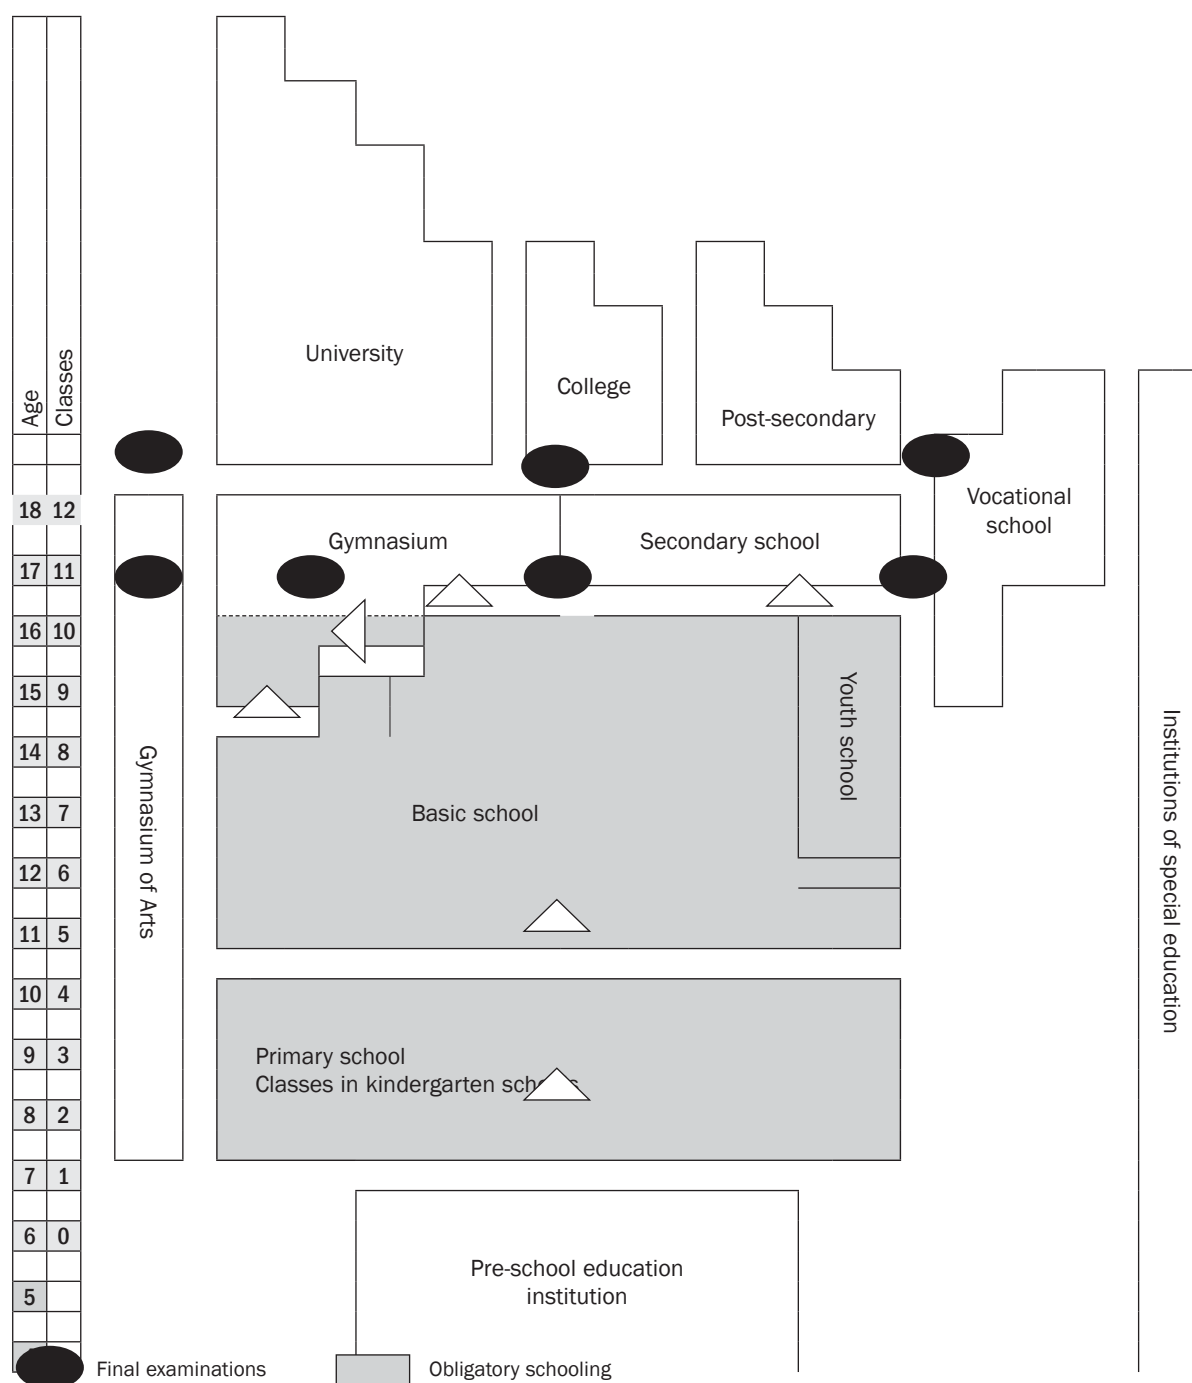 Age
Classes
University
College
Post-secondary
Vocational
school
18 12
Gymnasium
Secondary school
17 11
16 10
15 9
Youth school
14 8
Gymnasium of Arts
13 7
Basic school
Institutions of special education
12 6
11 5
10 4
9 3
Primary school
Classes in kindergarten schools
8 2
7 1
6 0
Pre-school education
institution
5
Final examinations
Obligatory schooling